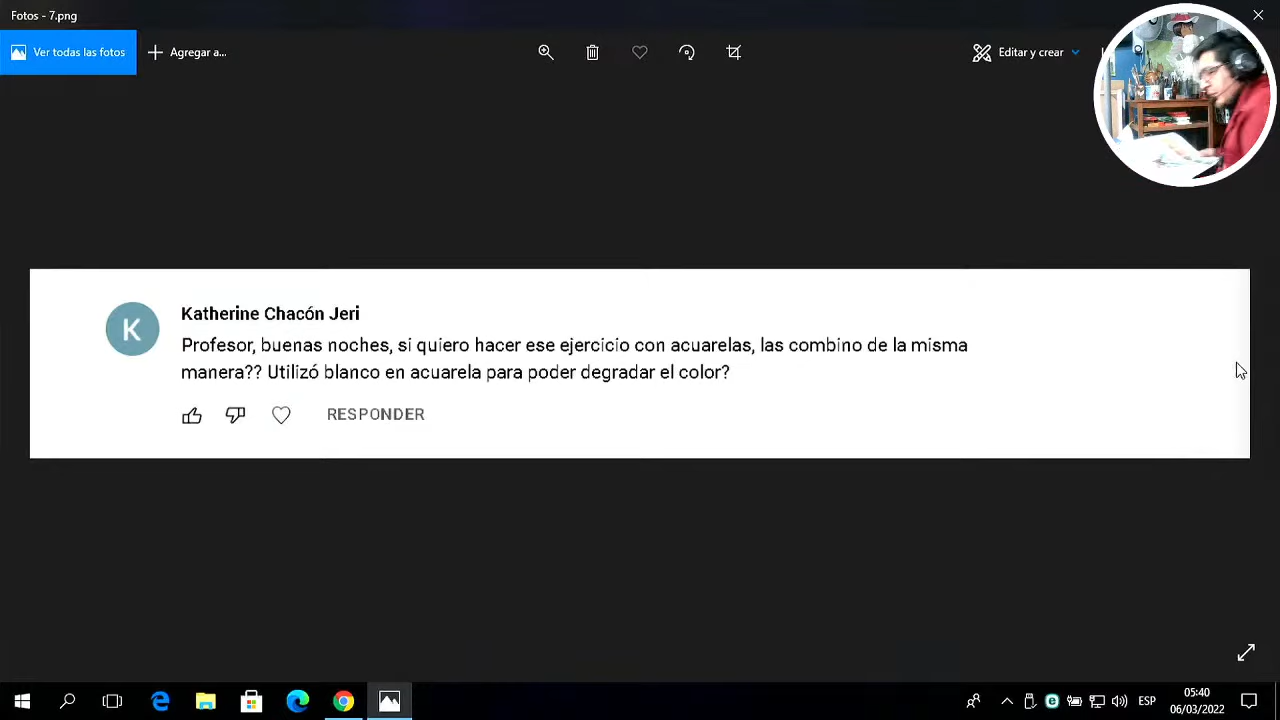 Fotos - 7.png
Ver todas las fotos
Agregar a...
Editar y crear
Katherine Chacón Jeri
Profesor, buenas noches, si quiero hacer ese ejercicio con acuarelas, las combino de la misma
manera?? Utilizó blanco en acuarela para poder degradar el color?
RESPONDER
K
ESP
05:40
06/03/2022